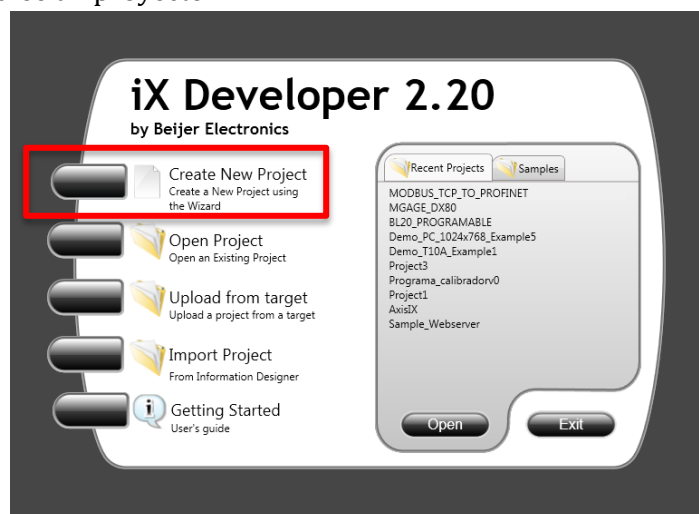 iX Developer 2.20
by Beijer Electronics
Create New Project
Create a New Project using
the Wizard
Open Project
Open an Existing Project
Upload from target
Upload a project from a target
Import Project
From Information Designer
Getting Started
User's guide
Recent Projects
Samples
MODBUS_TCP_TO_PROFINET
MGAGE_DX80
BL20_PROGRAMABLE
Demo_PC_1024x768_Example5
Demo_T10A_Example1
Project3
Programa_calibradorv0
Project1
AxisIX
Sample_Webserver
Open
Exit